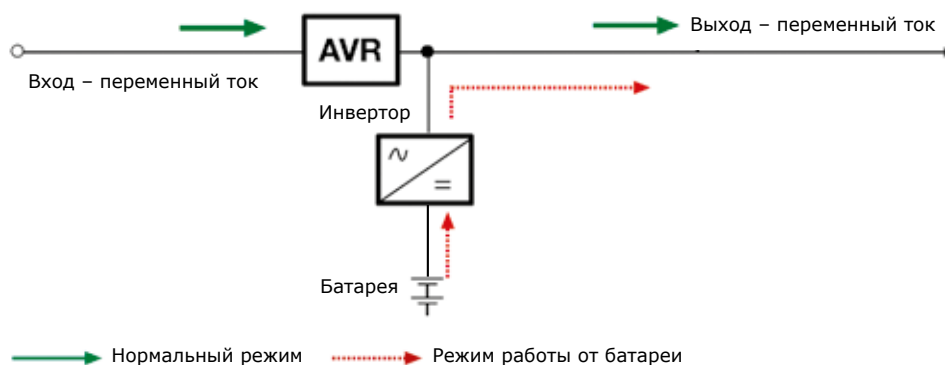 Выход – переменный ток
AVR
Вход – переменный ток
Инвертор
Батарея
Нормальный режим
Режим работы от батареи